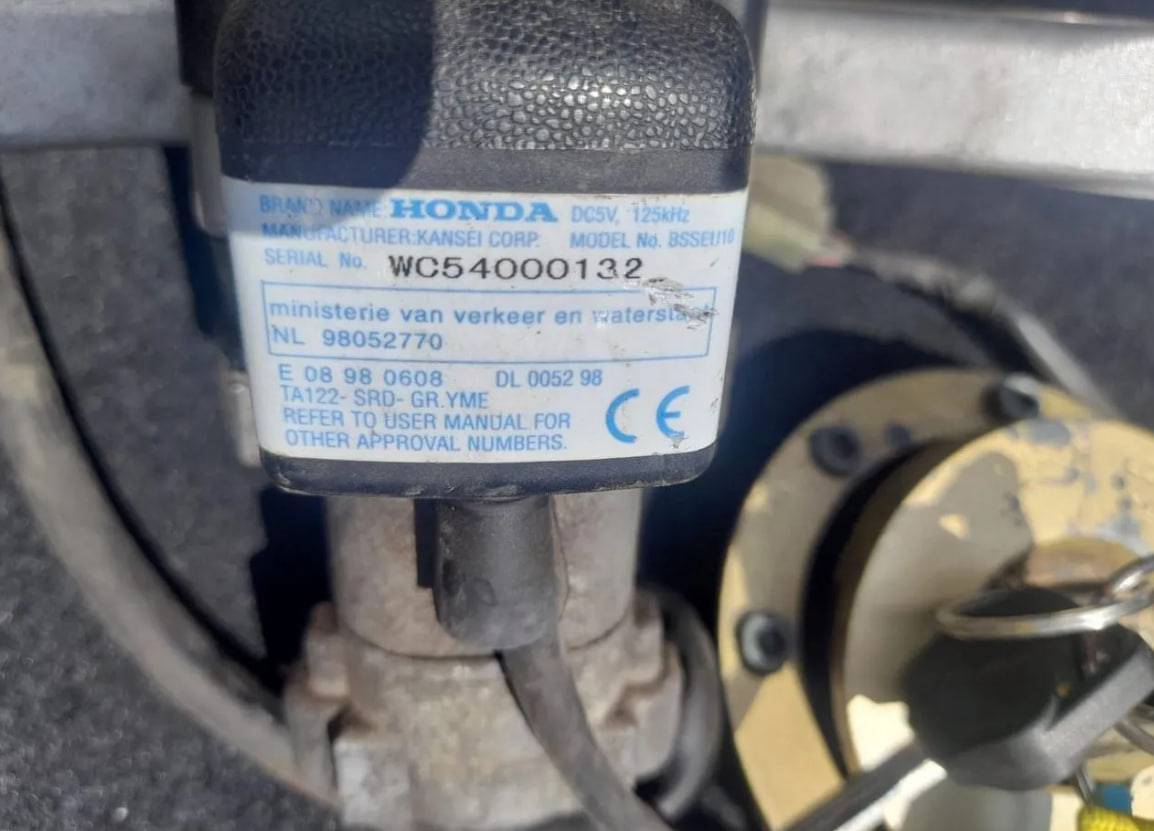 BRAND NAME: HONDA DC5V, 125kHz
MANUFACTURER: KANSEI CORP. MODEL No. BSSEU10
SERIAL No. WC54000132
ministerie van verkeer en waterstaat
NL 98052770
E 08 98 0608 DL 0052 98
TA122- SRD- GR.YME
REFER TO USER MANUAL FOR
OTHER APPROVAL NUMBERS.
CE